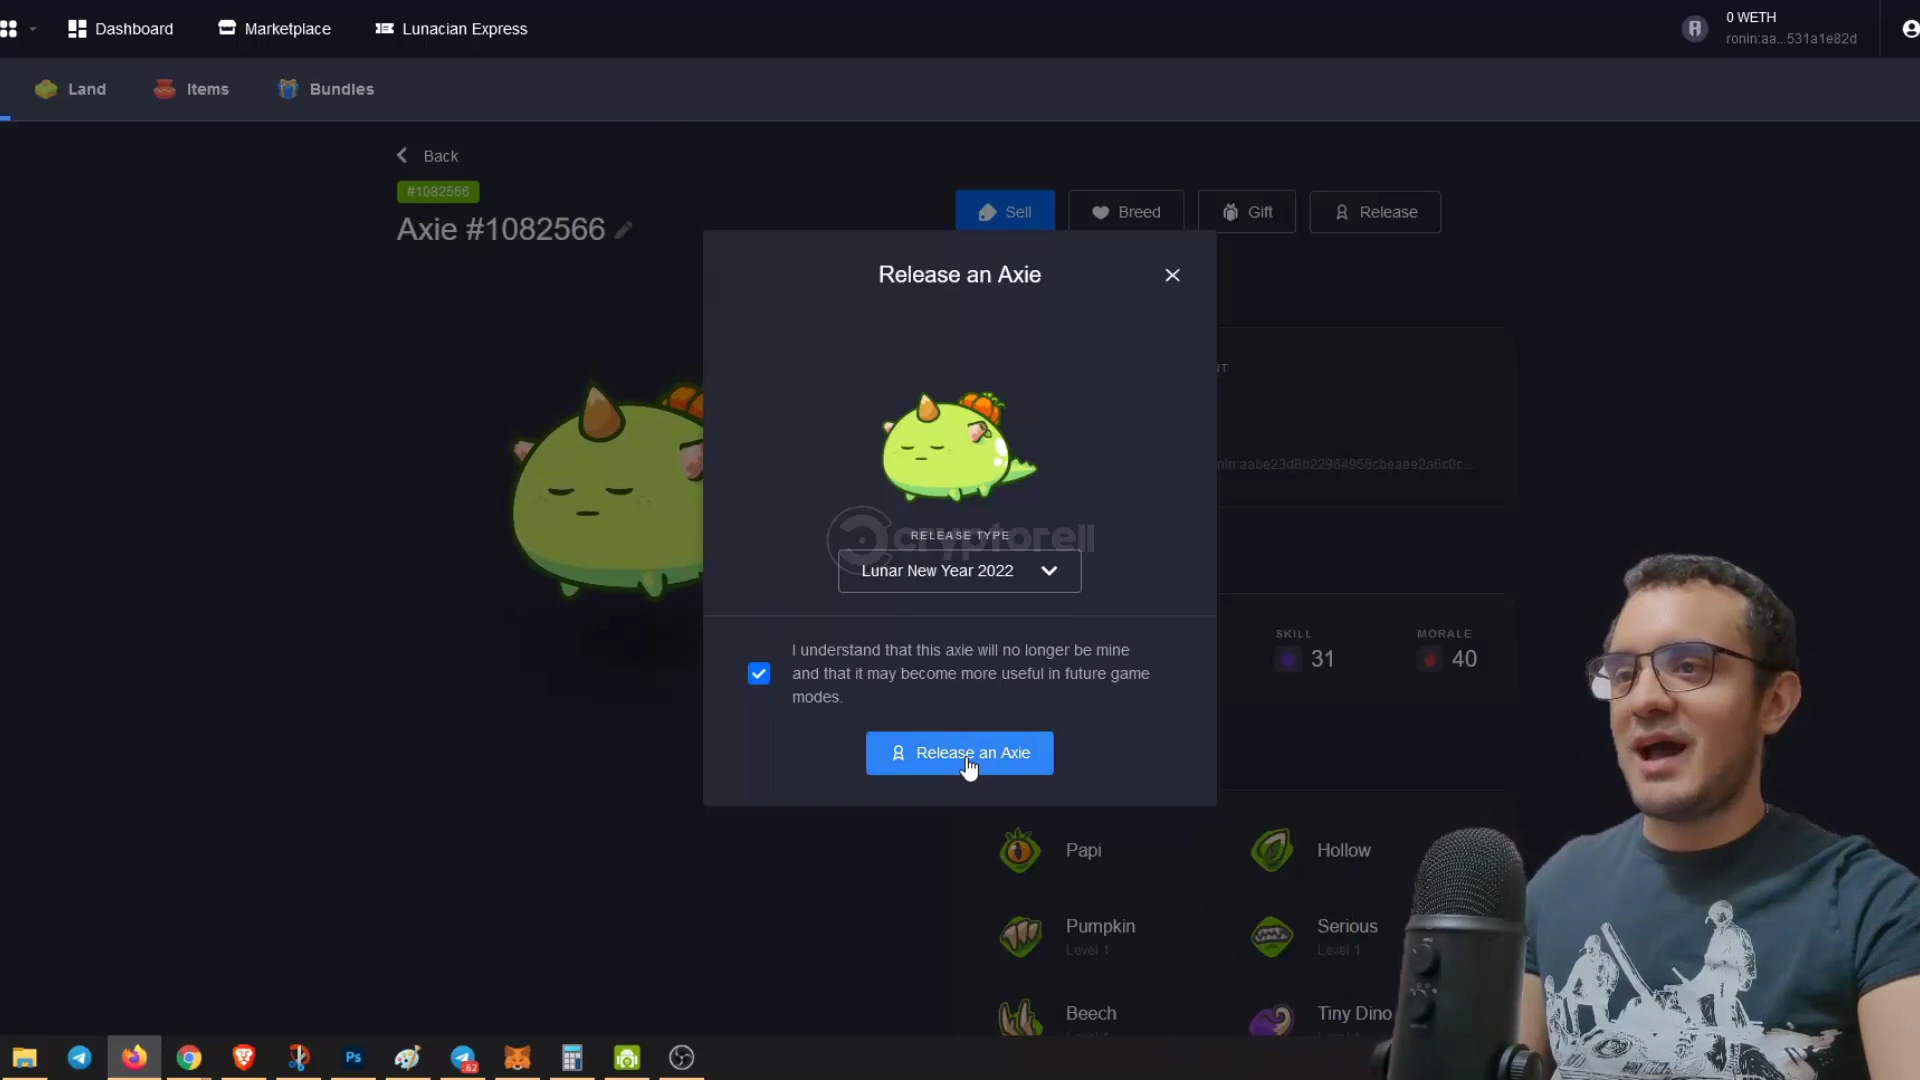 Dashboard
Marketplace
Lunacian Express
0 WETH
ronin:aa...531a1e82d
Land
Items
Bundles
Back
#1082566
Axie #1082566
Sell
Breed
Gift
Release
Release an Axie
cryptorell
RELEASE TYPE
Lunar New Year 2022
I understand that this axie will no longer be mine
and that it may become more useful in future game
modes.
Release an Axie
SKILL
31
MORALE
40
Papi
Hollow
Pumpkin
Level 1
Serious
Level 1
Beech
Tiny Dino
Ps
62